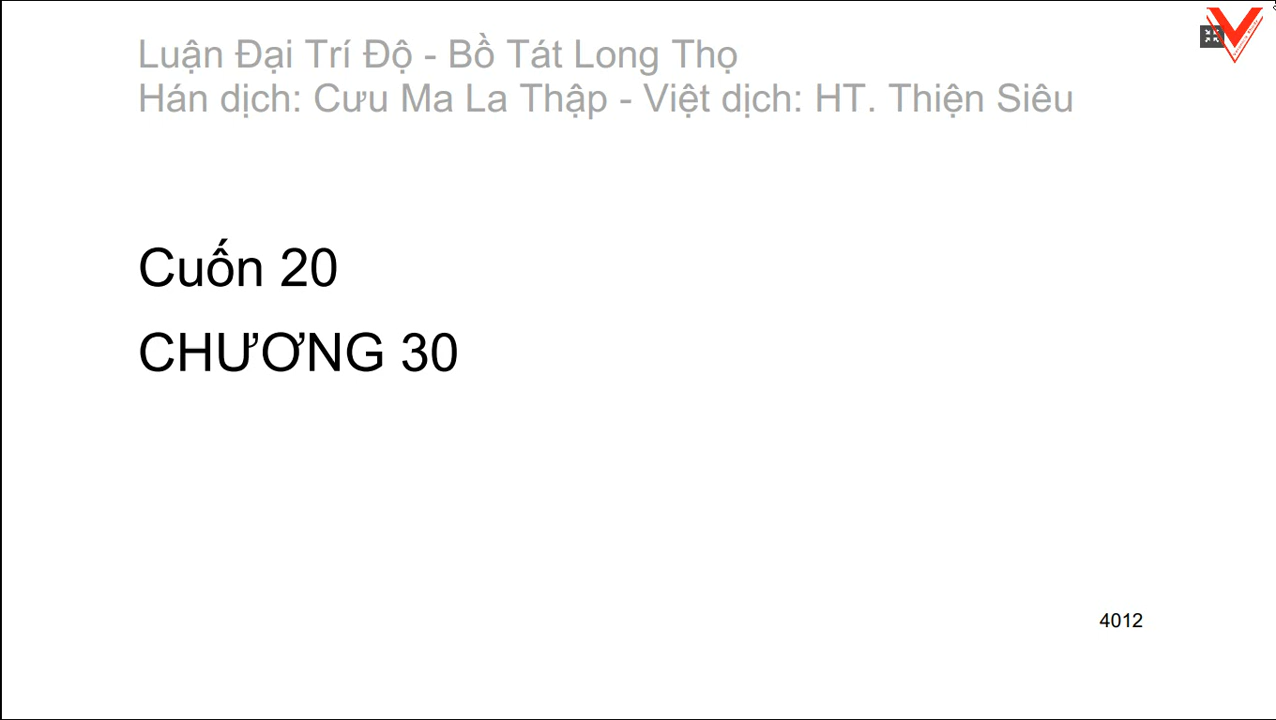 Luận Đại Trí Độ - Bồ Tát Long Thọ
Hán dịch: Cưu Ma La Thập - Việt dịch: HT. Thiện Siêu
Cuốn 20
CHƯƠNG 30
4012